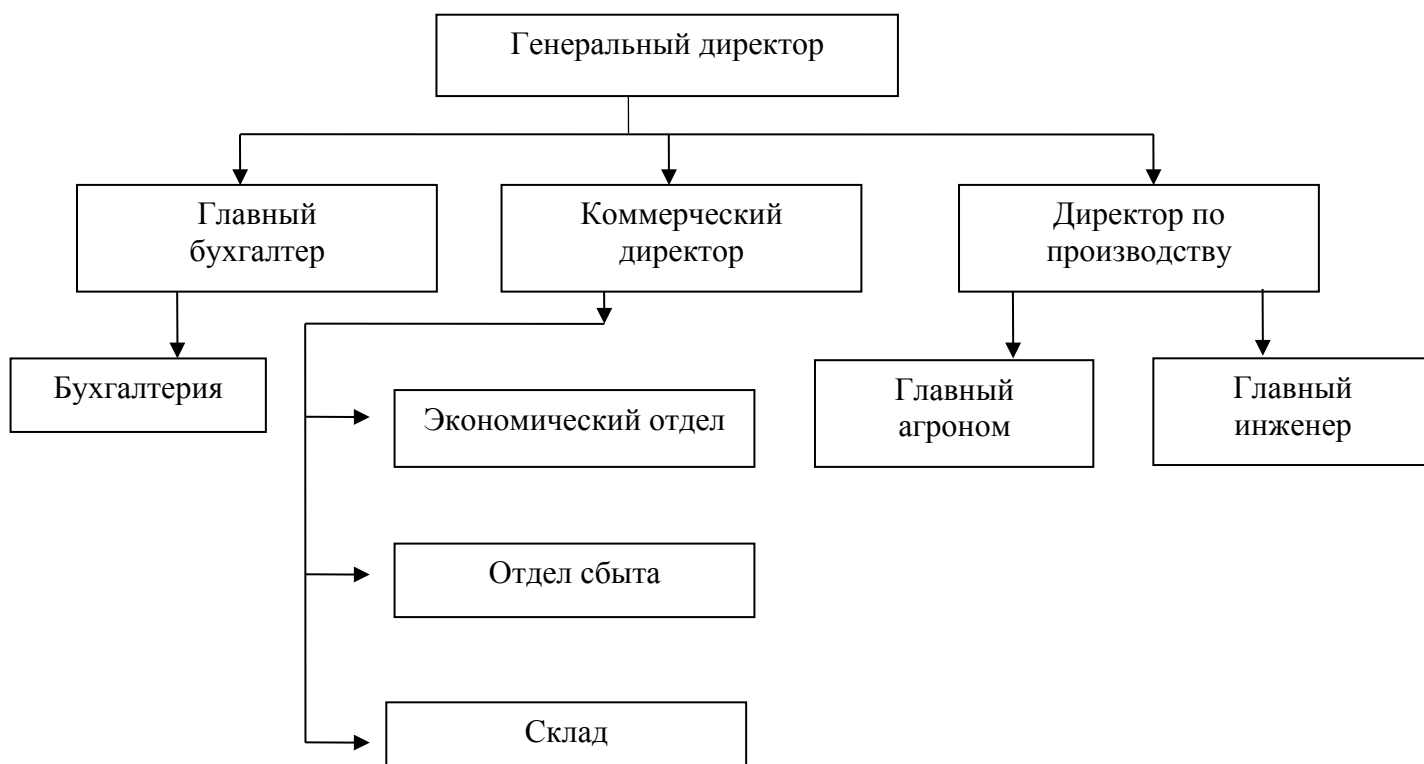 Генеральный директор
Главный
бухгалтер
Коммерческий
директор
Директор по
производству
Бухгалтерия
Экономический отдел
Отдел сбыта
Склад
Главный
агроном
Главный
инженер